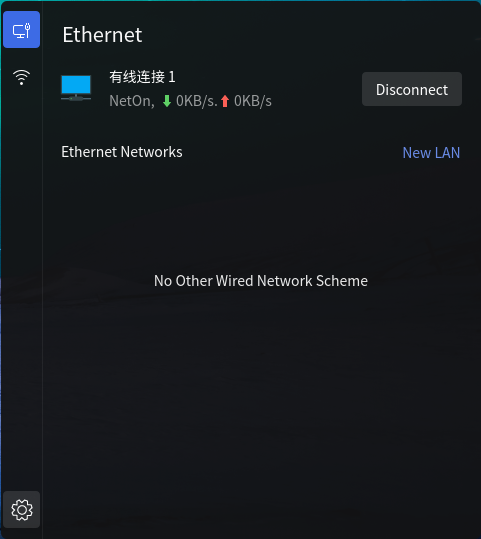 Ethernet
有线连接 1
NetOn, 0KB/s. 0KB/s
Disconnect
Ethernet Networks
New LAN
No Other Wired Network Scheme